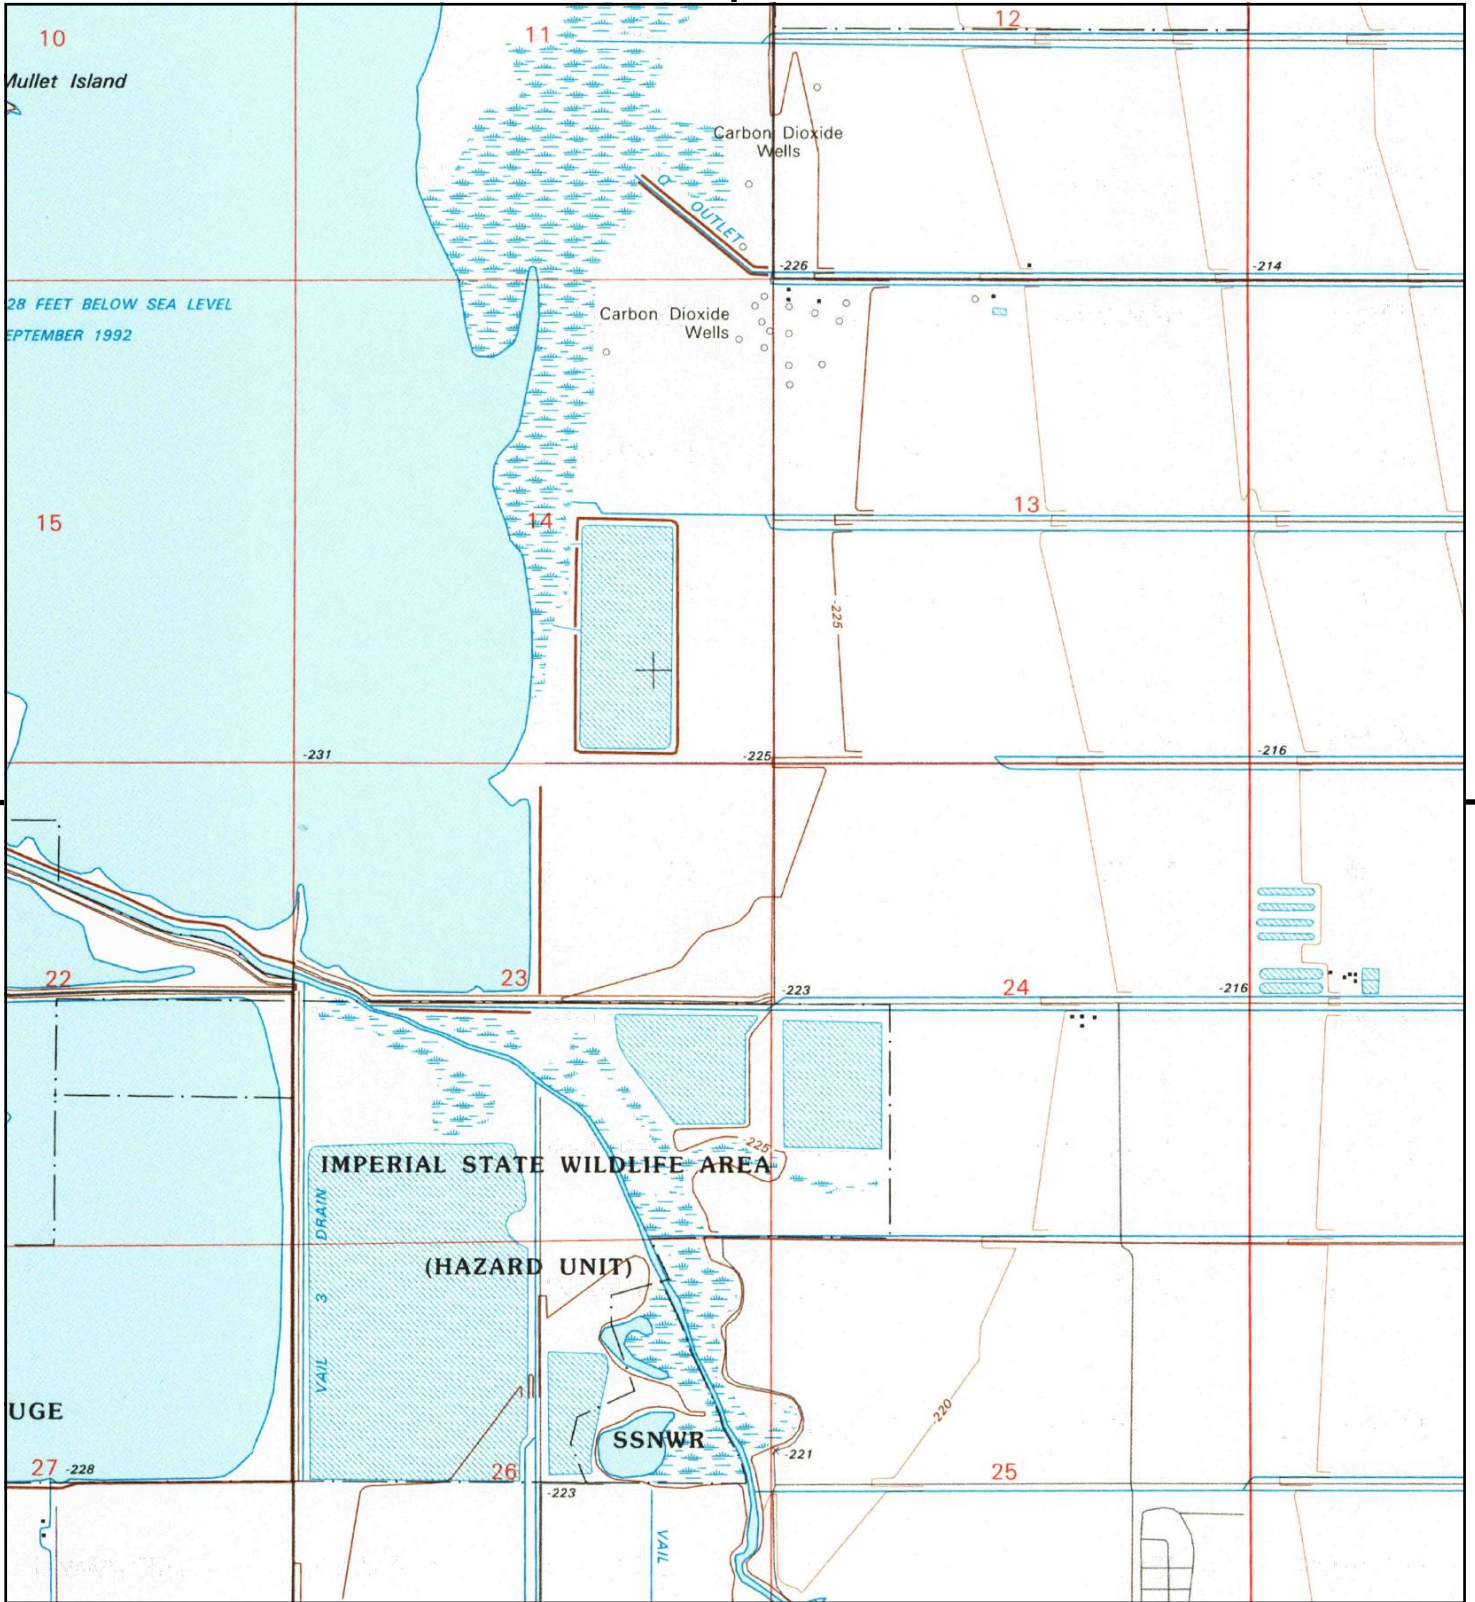 10
11
12
Mullet Island
Carbon Dioxide
Wells
Q OUTLET
-226
-214
28 FEET BELOW SEA LEVEL
EPTEMBER 1992
Carbon Dioxide
Wells
15
14
13
-225
-231
-225
-216
22
23
-223
24
-216
-225
IMPERIAL STATE WILDLIFE AREA
VAIL 3 DRAIN
(HAZARD UNIT)
UGE
-220
SSNWR
-221
27 -228
26
25
-223
VAIL